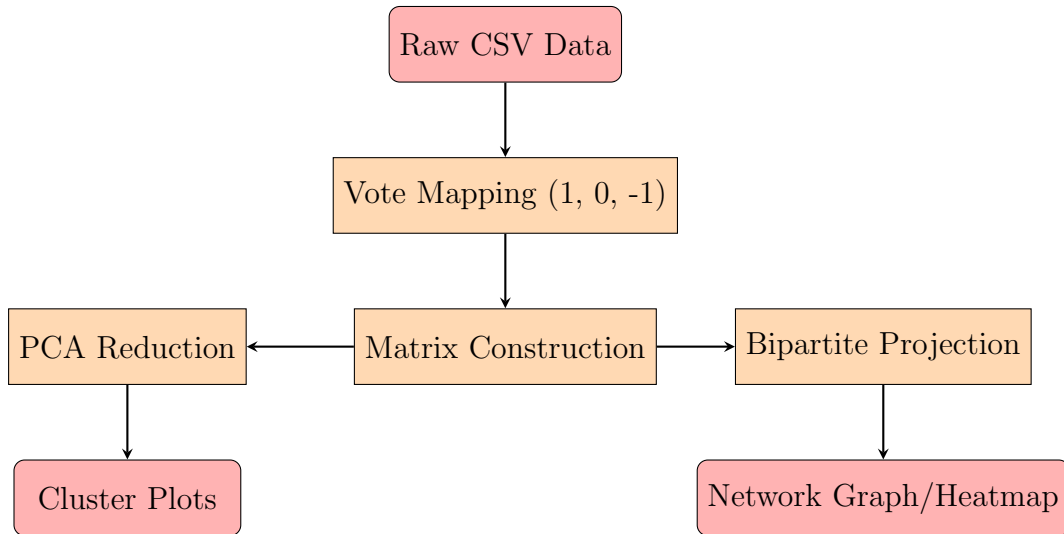 Raw CSV Data
Vote Mapping (1, 0, -1)
PCA Reduction
Matrix Construction
Bipartite Projection
Cluster Plots
Network Graph/Heatmap